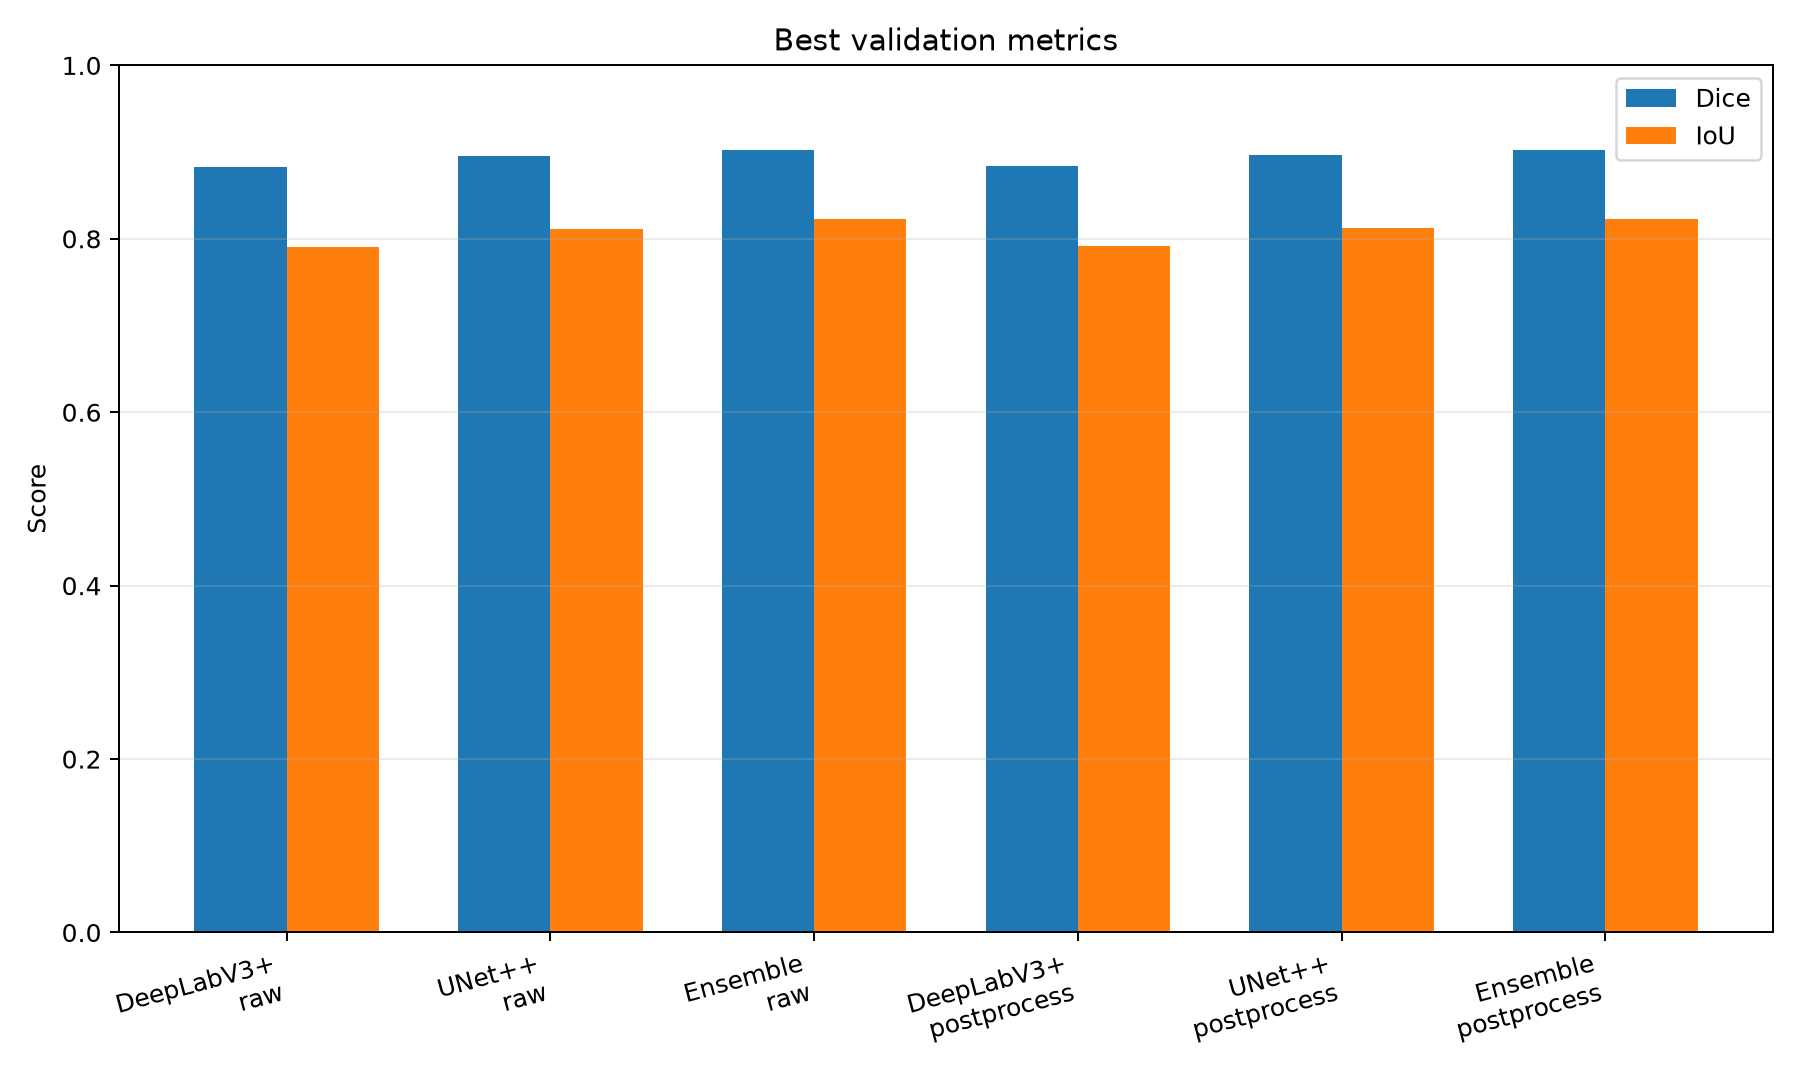 Best validation metrics
1.0
0.8
0.6
0.4
0.2
0.0
Score
Dice
IoU
DeepLabV3+
raw
UNet++
raw
Ensemble
raw
DeepLabV3+
postprocess
UNet++
postprocess
Ensemble
postprocess